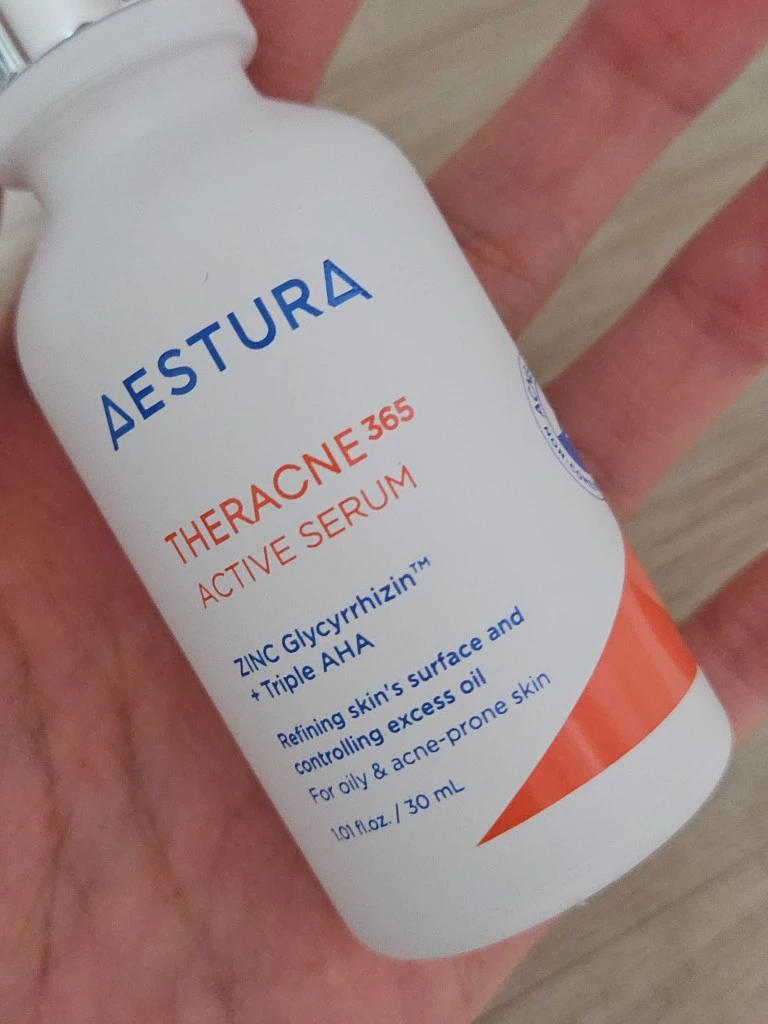 AESTURA
THERACNE365
ACTIVE SERUM
ZINC Glycyrrhizin™
+ Triple AHA
Refining skin's surface and
controlling excess oil
For oily & acne-prone skin
1.01 fl.oz. / 30 mL